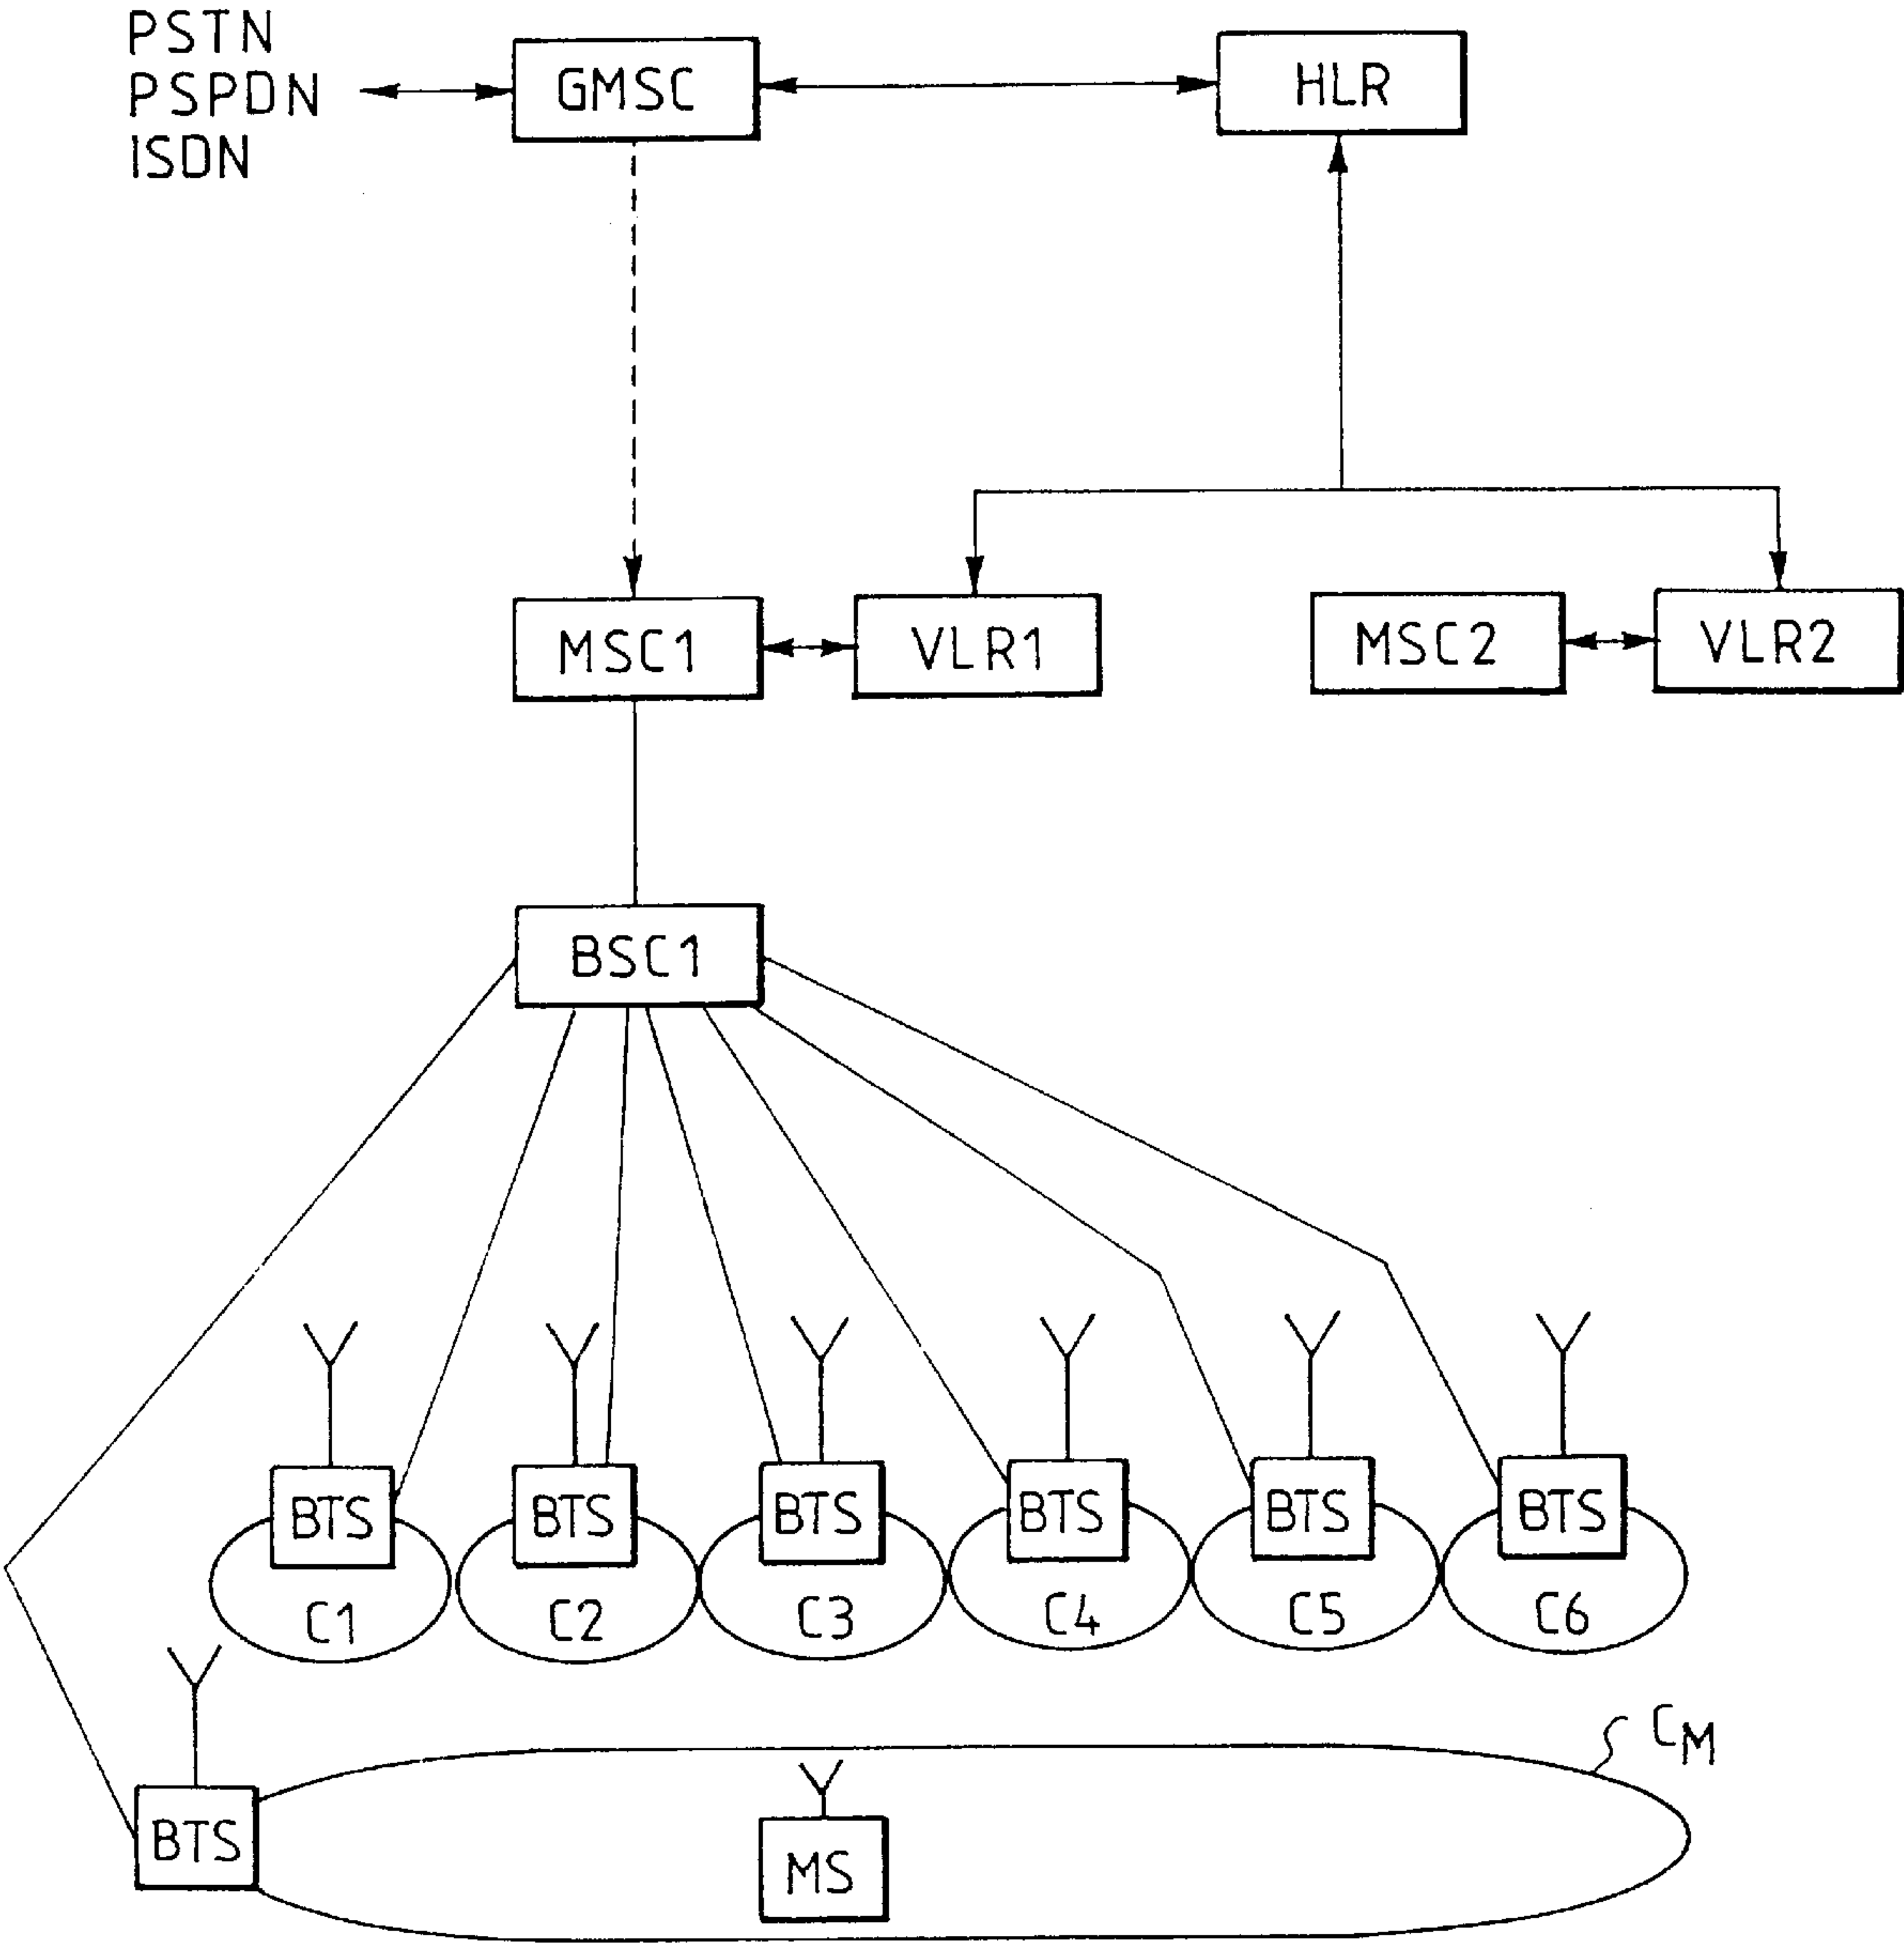 PSTN
PSPDN
ISDN
GMSC
HLR
MSC1
VLR1
MSC2
VLR2
BSC1
BTS
BTS
BTS
BTS
BTS
BTS
C1
C2
C3
C4
C5
C6
CM
BTS
MS